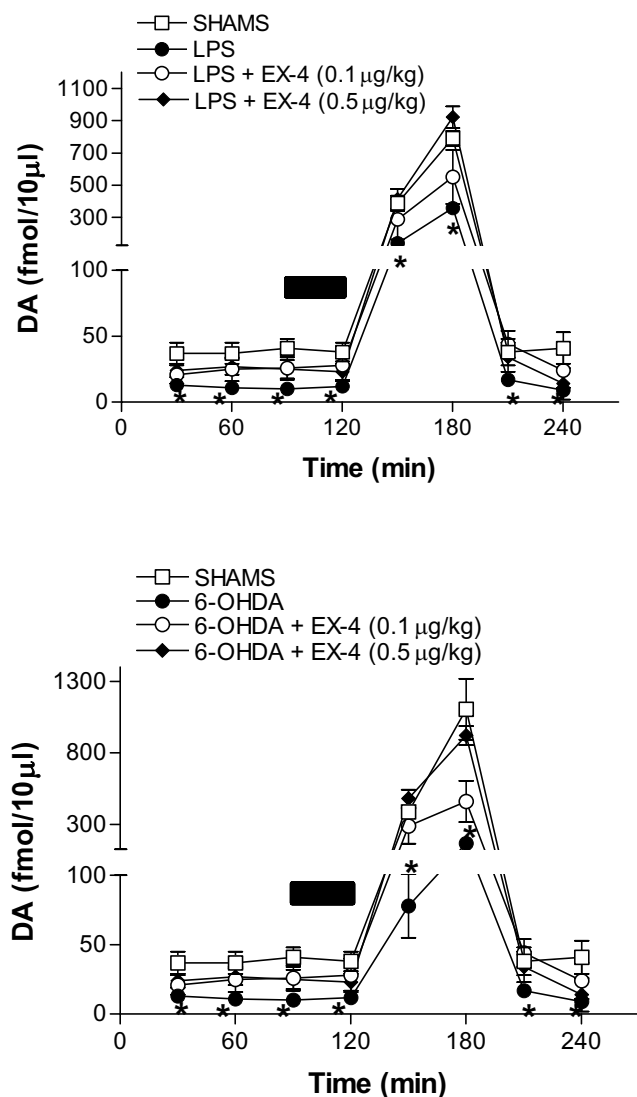 SHAMS
LPS
LPS + EX-4 (0.1 µg/kg)
LPS + EX-4 (0.5 µg/kg)
1100
900
700
500
300
100
50
0
DA (fmol/10µl)
*
*
* * * * * *
0 60 120 180 240
Time (min)
SHAMS
6-OHDA
6-OHDA + EX-4 (0.1 µg/kg)
6-OHDA + EX-4 (0.5 µg/kg)
1300
900
300
100
50
0
DA (fmol/10µl)
*
*
* * * * * *
0 60 120 180 240
Time (min)